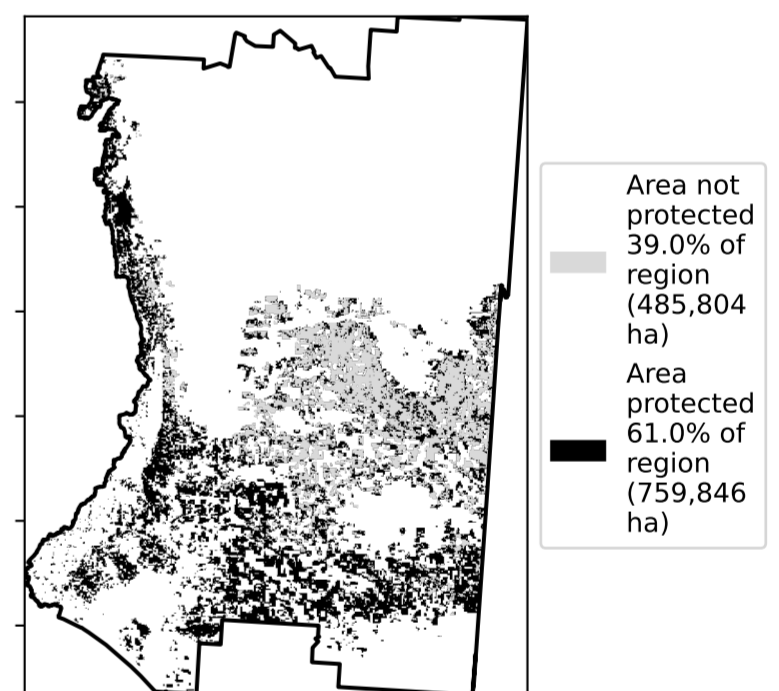 Area not
protected
39.0% of
region
(485,804
ha)
Area
protected
61.0% of
region
(759,846
ha)